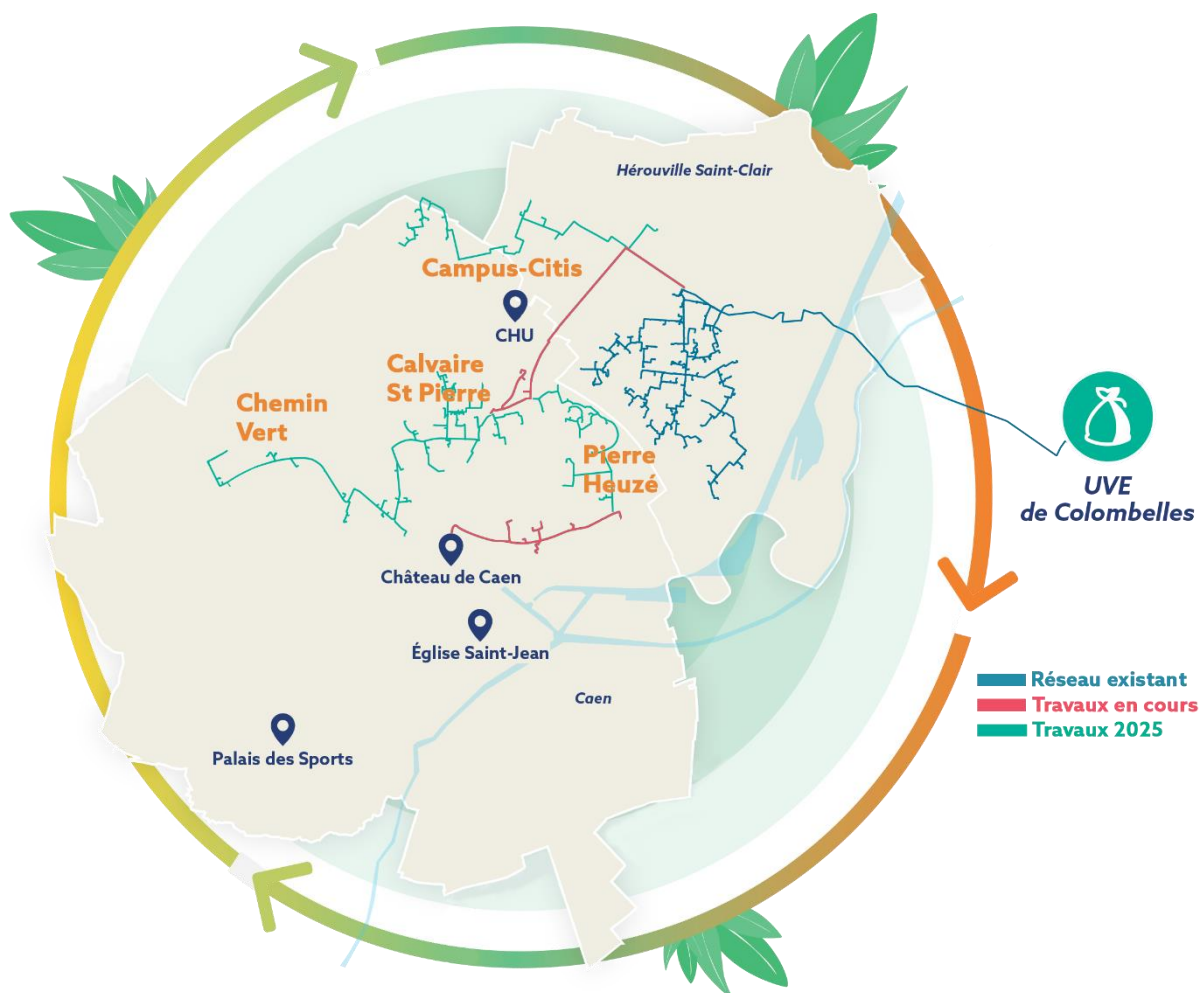 Hérouville Saint-Clair
Campus-Citis
CHU
Calvaire
St Pierre
Chemin
Vert
Pierre
Heuzé
UVE
de Colombelles
Château de Caen
Église Saint-Jean
Caen
Palais des Sports
Réseau existant
Travaux en cours
Travaux 2025